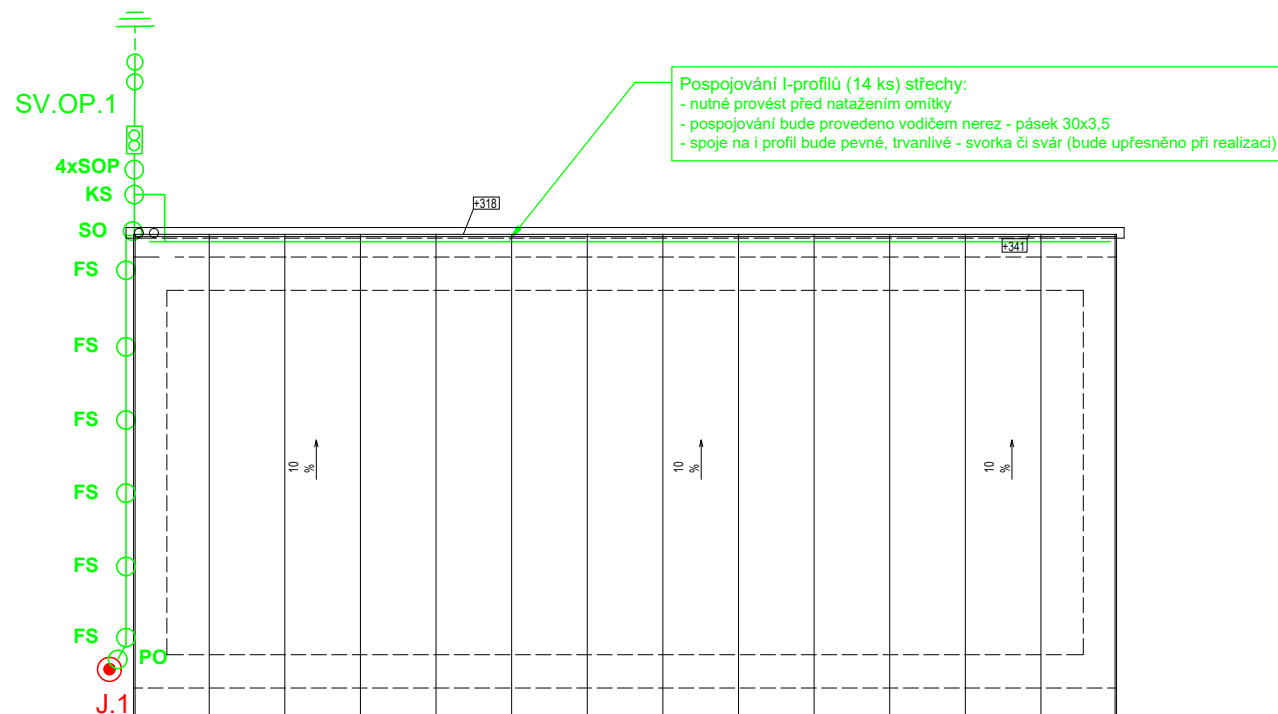 SV.OP.1
Pospojování I-profilů (14 ks) střechy:
- nutné provést před natažením omítky
- pospojování bude provedeno vodičem nerez - pásek 30x3,5
- spoje na i profil bude pevné, trvanlivé - svorka či svár (bude upřesněno při realizaci)
4xSOP
KS
+318
SO
+341
FS
FS
FS
10
%
10
%
10
%
FS
FS
FS
PO
J.1